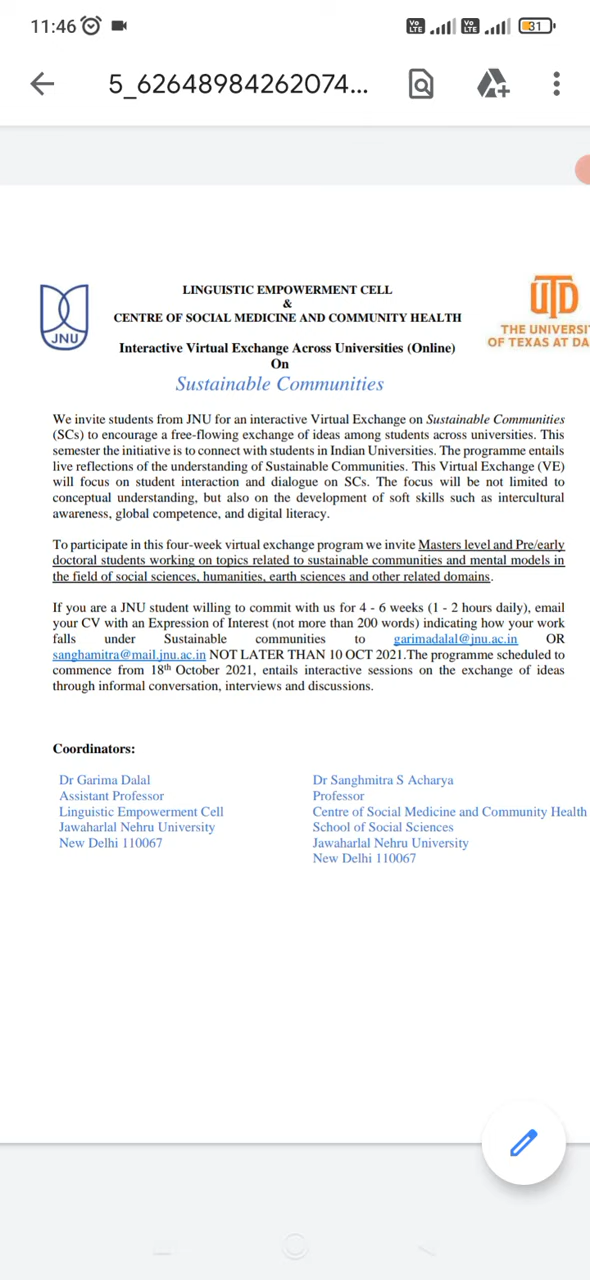 11:46
Vo LTE Vo LTE 31
5_62648984262074...
JNU
UTD
THE UNIVERSI
OF TEXAS AT DA
LINGUISTIC EMPOWERMENT CELL
&
CENTRE OF SOCIAL MEDICINE AND COMMUNITY HEALTH
Interactive Virtual Exchange Across Universities (Online)
On
Sustainable Communities
We invite students from JNU for an interactive Virtual Exchange on Sustainable Communities
(SCs) to encourage a free-flowing exchange of ideas among students across universities. This
semester the initiative is to connect with students in Indian Universities. The programme entails
live reflections of the understanding of Sustainable Communities. This Virtual Exchange (VE)
will focus on student interaction and dialogue on SCs. The focus will be not limited to
conceptual understanding, but also on the development of soft skills such as intercultural
awareness, global competence, and digital literacy.
To participate in this four-week virtual exchange program we invite Masters level and Pre/early
doctoral students working on topics related to sustainable communities and mental models in
the field of social sciences, humanities, earth sciences and other related domains.
If you are a JNU student willing to commit with us for 4 - 6 weeks (1 - 2 hours daily), email
your CV with an Expression of Interest (not more than 200 words) indicating how your work
falls under Sustainable communities to garimadalal@jnu.ac.in OR
sanghamitra@mail.jnu.ac.in NOT LATER THAN 10 OCT 2021.The programme scheduled to
commence from 18th October 2021, entails interactive sessions on the exchange of ideas
through informal conversation, interviews and discussions.
Coordinators:
Dr Garima Dalal
Assistant Professor
Linguistic Empowerment Cell
Jawaharlal Nehru University
New Delhi 110067
Dr Sanghmitra S Acharya
Professor
Centre of Social Medicine and Community Health
School of Social Sciences
Jawaharlal Nehru University
New Delhi 110067